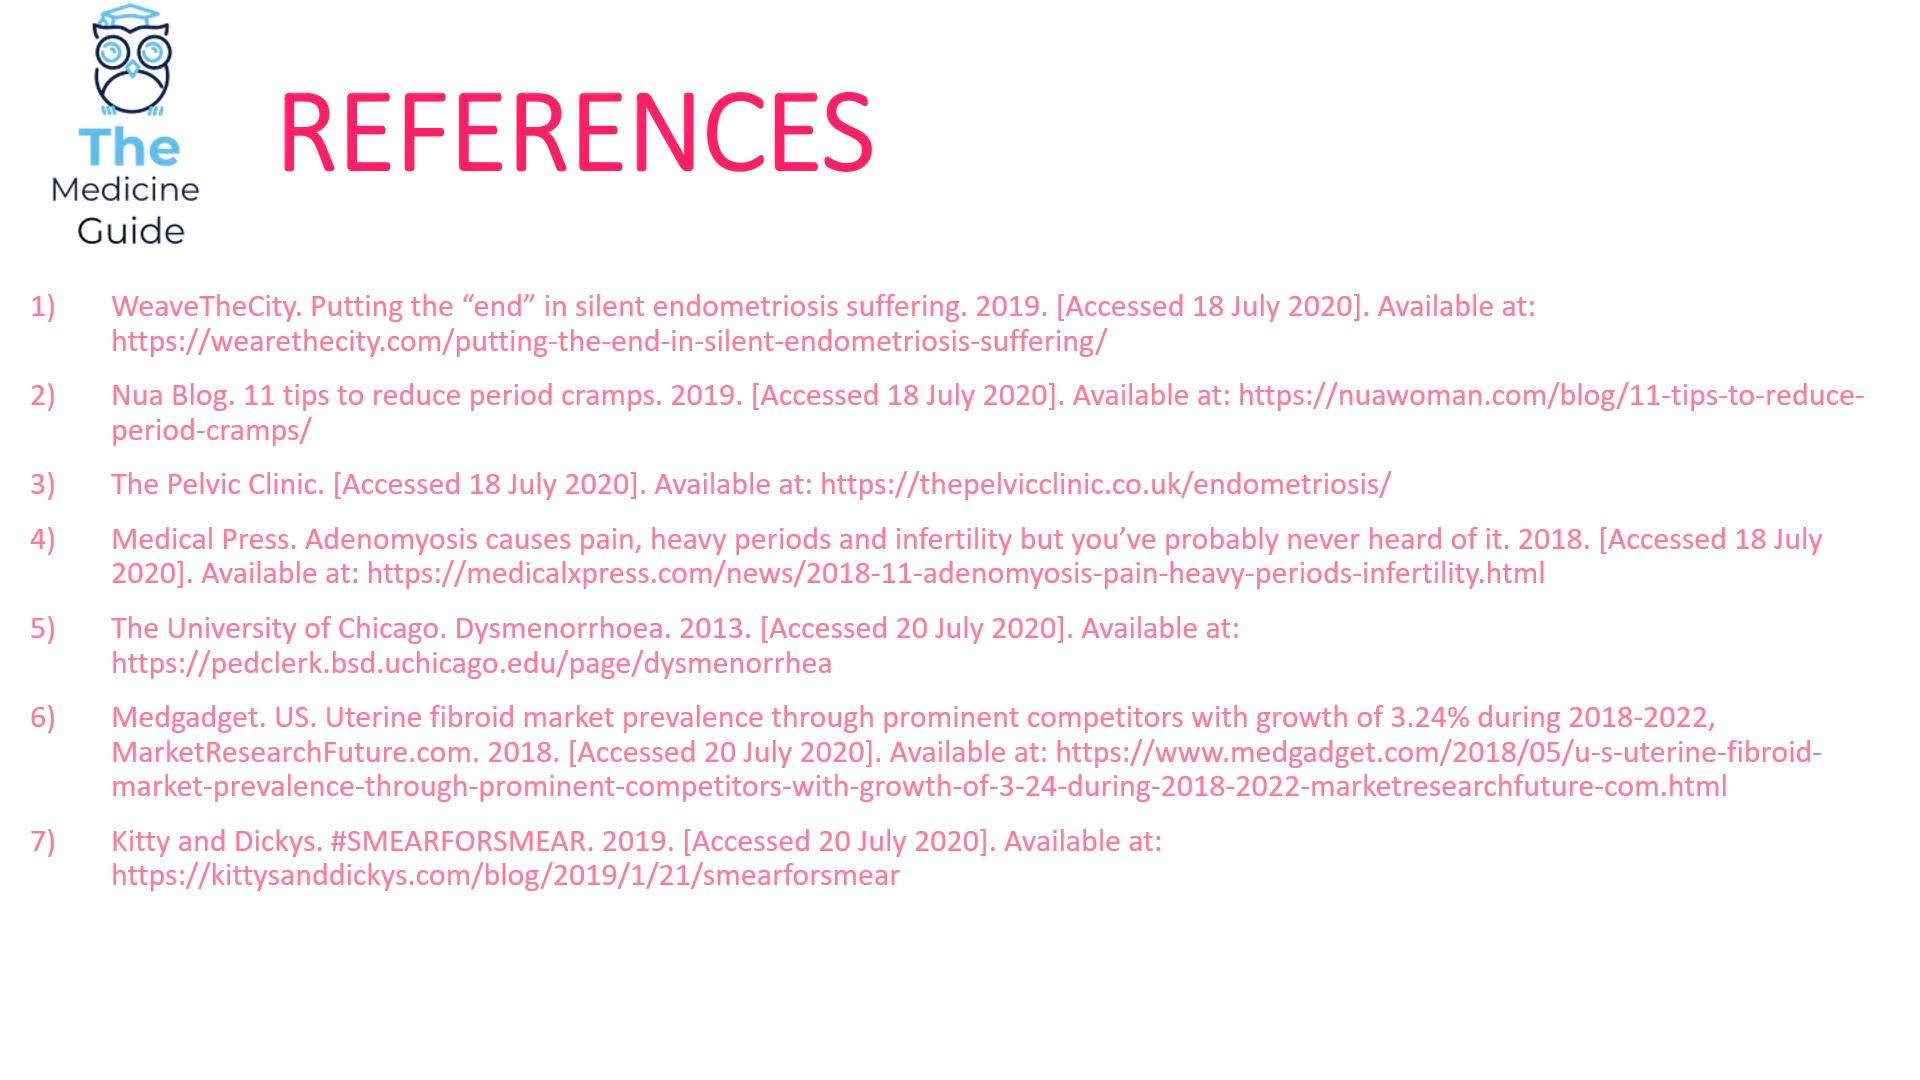 The
Medicine
Guide
REFERENCES
1) WeaveTheCity. Putting the “end” in silent endometriosis suffering. 2019. [Accessed 18 July 2020]. Available at:
https://wearethecity.com/putting-the-end-in-silent-endometriosis-suffering/
2) Nua Blog. 11 tips to reduce period cramps. 2019. [Accessed 18 July 2020]. Available at: https://nuawoman.com/blog/11-tips-to-reduce-
period-cramps/
3) The Pelvic Clinic. [Accessed 18 July 2020]. Available at: https://thepelvicclinic.co.uk/endometriosis/
4) Medical Press. Adenomyosis causes pain, heavy periods and infertility but you’ve probably never heard of it. 2018. [Accessed 18 July
2020]. Available at: https://medicalxpress.com/news/2018-11-adenomyosis-pain-heavy-periods-infertility.html
5) The University of Chicago. Dysmenorrhoea. 2013. [Accessed 20 July 2020]. Available at:
https://pedclerk.bsd.uchicago.edu/page/dysmenorrhea
6) Medgadget. US. Uterine fibroid market prevalence through prominent competitors with growth of 3.24% during 2018-2022,
MarketResearchFuture.com. 2018. [Accessed 20 July 2020]. Available at: https://www.medgadget.com/2018/05/u-s-uterine-fibroid-
market-prevalence-through-prominent-competitors-with-growth-of-3-24-during-2018-2022-marketresearchfuture-com.html
7) Kitty and Dickys. #SMEARFORSMEAR. 2019. [Accessed 20 July 2020]. Available at:
https://kittysanddickys.com/blog/2019/1/21/smearforsmear